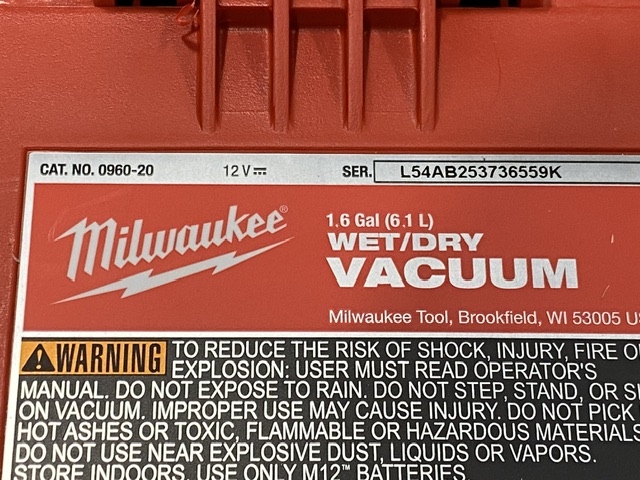 CAT. NO. 0960-20 12 V⎓ SER. L54AB253736559K
Milwaukee®
1.6 Gal (6.1 L)
WET/DRY
VACUUM
Milwaukee Tool, Brookfield, WI 53005
⚠WARNING TO REDUCE THE RISK OF SHOCK, INJURY, FIRE
EXPLOSION: USER MUST READ OPERATOR'S
MANUAL. DO NOT EXPOSE TO RAIN. DO NOT STEP, STAND, OR
ON VACUUM. IMPROPER USE MAY CAUSE INJURY. DO NOT PICK
HOT ASHES OR TOXIC, FLAMMABLE OR HAZARDOUS MATERIALS
DO NOT USE NEAR EXPLOSIVE DUST, LIQUIDS OR VAPORS.
STORE INDOORS. USE ONLY M12™ BATTERIES.